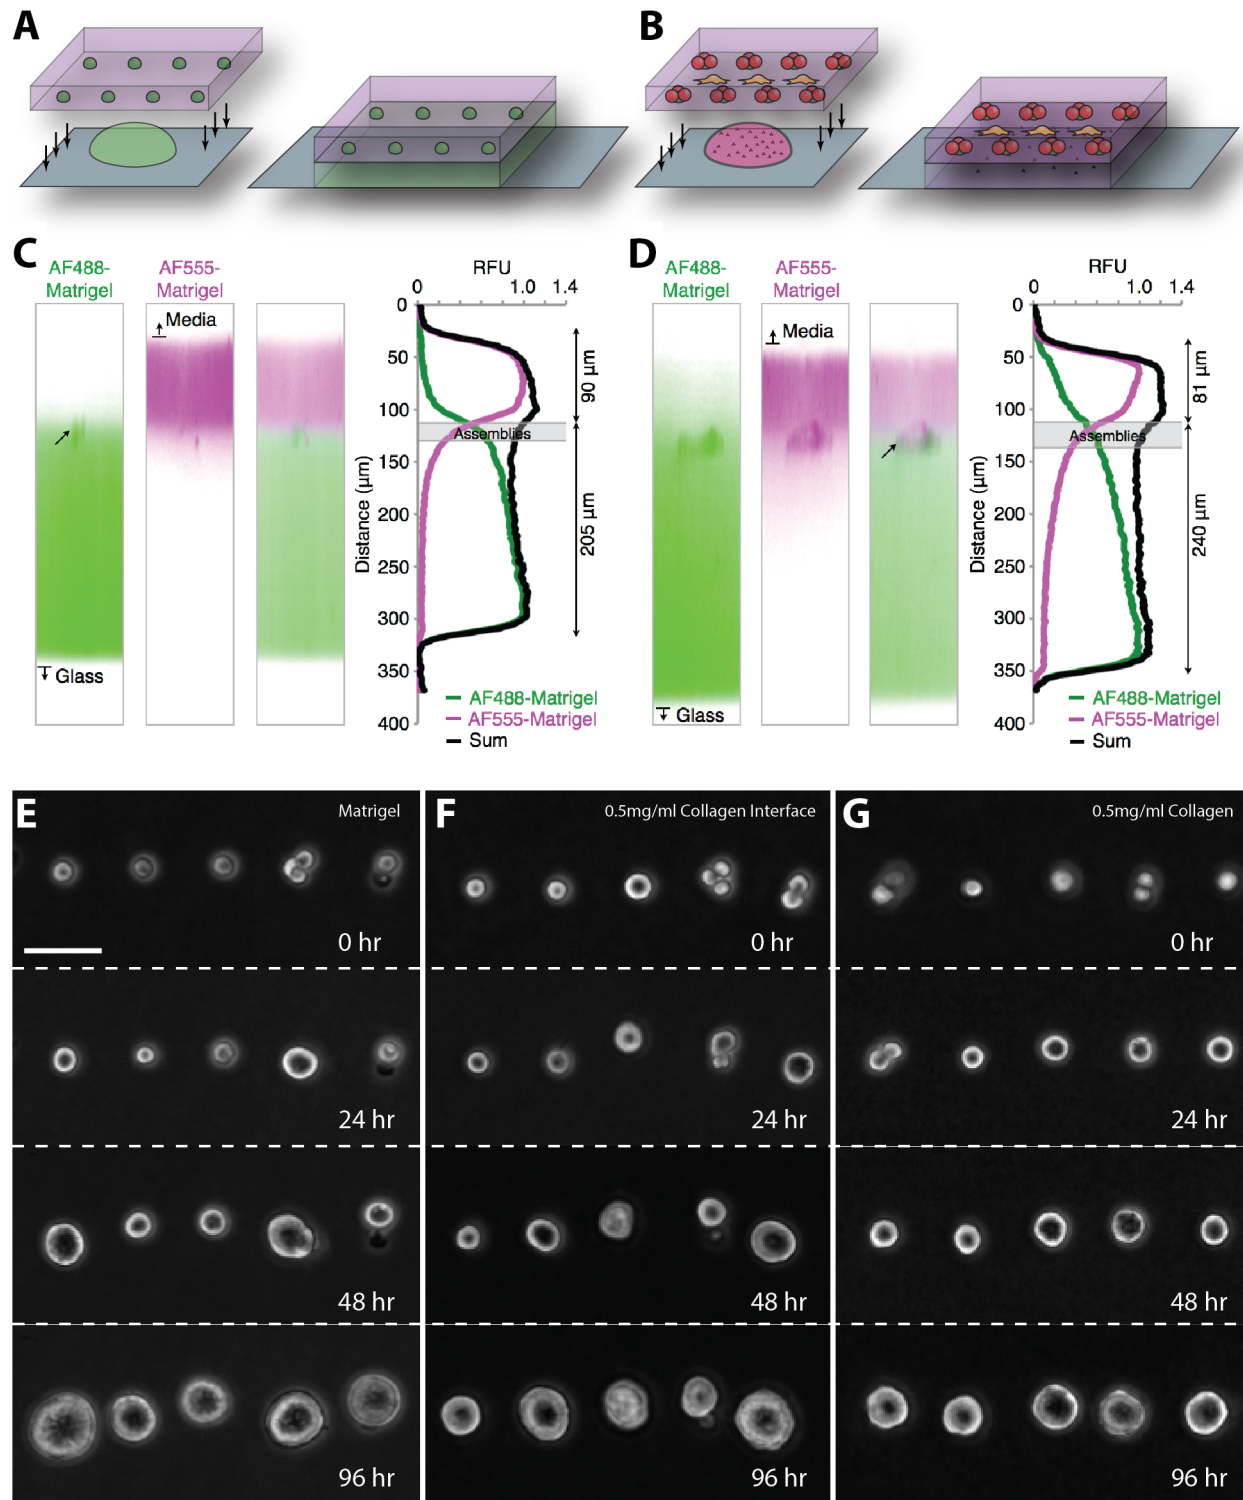 A
B
C
AF488-
Matrigel
AF555-
Matrigel
Media
Glass
RFU
0 1.0 1.4
0
50
100
150
200
250
300
350
400
Distance (µm)
Assemblies
90 µm
205 µm
AF488-Matrigel
AF555-Matrigel
Sum
D
AF488-
Matrigel
AF555-
Matrigel
Media
Glass
RFU
0 1.0 1.4
0
50
100
150
200
250
300
350
400
Distance (µm)
Assemblies
81 µm
240 µm
AF488-Matrigel
AF555-Matrigel
Sum
E
Matrigel
0 hr
24 hr
48 hr
96 hr
F
0.5mg/ml Collagen Interface
0 hr
24 hr
48 hr
96 hr
G
0.5mg/ml Collagen
0 hr
24 hr
48 hr
96 hr